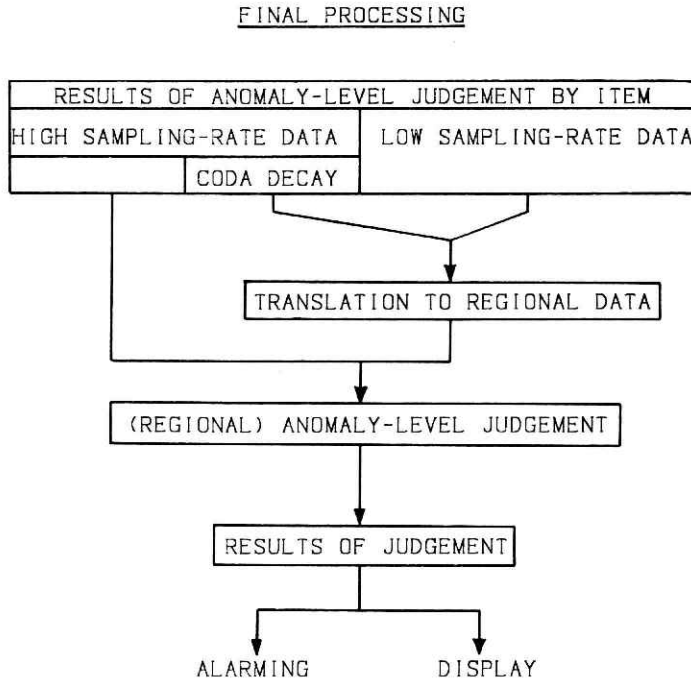 FINAL PROCESSING
RESULTS OF ANOMALY-LEVEL JUDGEMENT BY ITEM
HIGH SAMPLING-RATE DATA
LOW SAMPLING-RATE DATA
CODA DECAY
TRANSLATION TO REGIONAL DATA
(REGIONAL) ANOMALY-LEVEL JUDGEMENT
RESULTS OF JUDGEMENT
ALARMING
DISPLAY